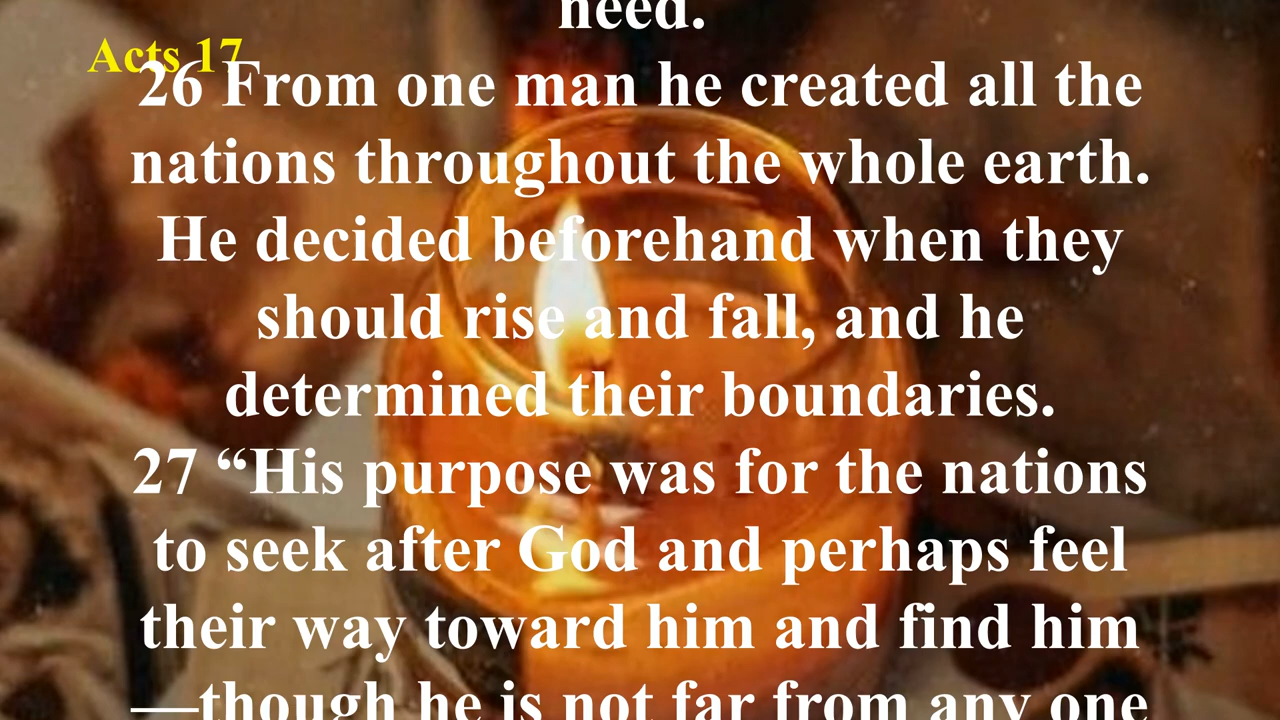 need.
Acts 17
26 From one man he created all the
nations throughout the whole earth.
He decided beforehand when they
should rise and fall, and he
determined their boundaries.
27 “His purpose was for the nations
to seek after God and perhaps feel
their way toward him and find him
—though he is not far from any one